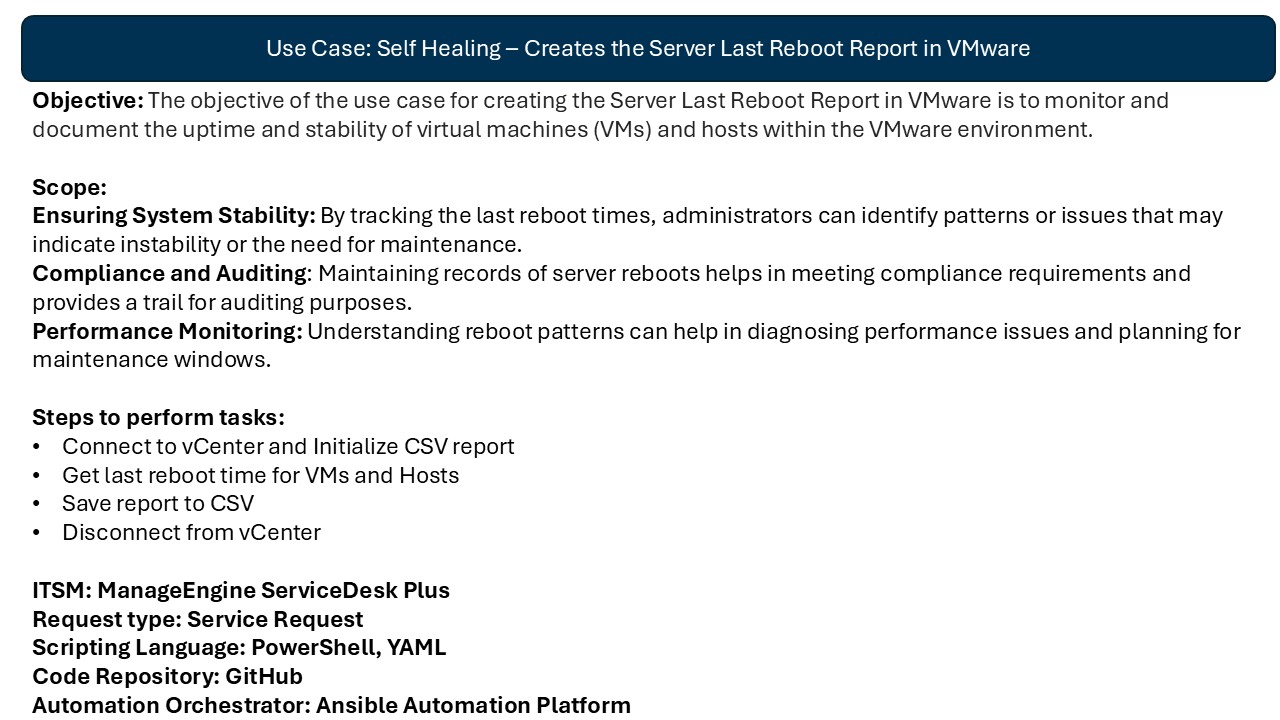 Use Case: Self Healing – Creates the Server Last Reboot Report in VMware
Objective: The objective of the use case for creating the Server Last Reboot Report in VMware is to monitor and
document the uptime and stability of virtual machines (VMs) and hosts within the VMware environment.
Scope:
Ensuring System Stability: By tracking the last reboot times, administrators can identify patterns or issues that may
indicate instability or the need for maintenance.
Compliance and Auditing: Maintaining records of server reboots helps in meeting compliance requirements and
provides a trail for auditing purposes.
Performance Monitoring: Understanding reboot patterns can help in diagnosing performance issues and planning for
maintenance windows.
Steps to perform tasks:
• Connect to vCenter and Initialize CSV report
• Get last reboot time for VMs and Hosts
• Save report to CSV
• Disconnect from vCenter
ITSM: ManageEngine ServiceDesk Plus
Request type: Service Request
Scripting Language: PowerShell, YAML
Code Repository: GitHub
Automation Orchestrator: Ansible Automation Platform